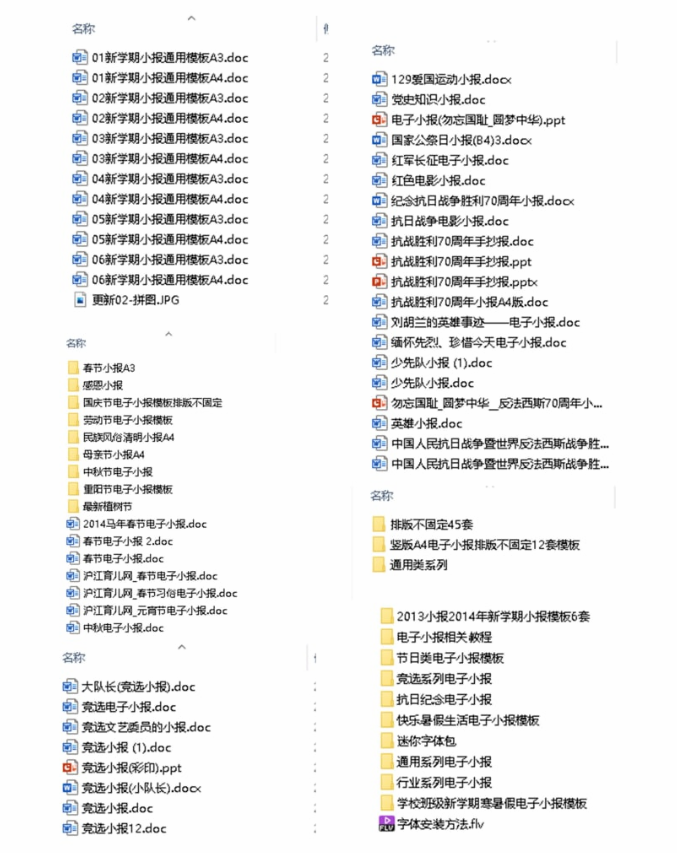 名称
01新学期小报通用模板A3.doc
01新学期小报通用模板A4.doc
02新学期小报通用模板A3.doc
02新学期小报通用模板A4.doc
03新学期小报通用模板A3.doc
03新学期小报通用模板A4.doc
04新学期小报通用模板A3.doc
04新学期小报通用模板A4.doc
05新学期小报通用模板A3.doc
05新学期小报通用模板A4.doc
06新学期小报通用模板A3.doc
06新学期小报通用模板A4.doc
更新02-拼图.JPG
名称
春节小报A3
感恩小报
国庆节电子小报模板排版不固定
劳动节电子小报模板
民族风俗清明小报A4
母亲节小报A4
中秋节电子小报
重阳节电子小报模板
最新植树节
2014马年春节电子小报.doc
春节电子小报 2.doc
春节电子小报.doc
沪江育儿网_春节电子小报.doc
沪江育儿网_春节习俗电子小报.doc
沪江育儿网_元宵节电子小报.doc
中秋电子小报.doc
名称
大队长(竞选小报).doc
竞选电子小报.doc
竞选文艺委员的小报.doc
竞选小报 (1).doc
竞选小报(彩印).ppt
竞选小报(小队长).docx
竞选小报.doc
竞选小报12.doc
名称
129爱国运动小报.docx
党史知识小报.doc
电子小报(勿忘国耻_圆梦中华).ppt
国家公祭日小报(B4)3.docx
红军长征电子小报.doc
红色电影小报.doc
纪念抗日战争胜利70周年小报.docx
抗日战争电影小报.doc
抗战胜利70周年手抄报.doc
抗战胜利70周年手抄报.ppt
抗战胜利70周年手抄报.pptx
抗战胜利70周年小报A4版.doc
刘胡兰的英雄事迹——电子小报.doc
缅怀先烈、珍惜今天电子小报.doc
少先队小报 (1).doc
少先队小报.doc
勿忘国耻_圆梦中华__反法西斯70周年小...
英雄小报.doc
中国人民抗日战争暨世界反法西斯战争胜...
中国人民抗日战争暨世界反法西斯战争胜...
名称
排版不固定45套
竖版A4电子小报排版不固定12套模板
通用类系列
2013小报2014年新学期小报模板6套
电子小报相关教程
节日类电子小报模板
竞选系列电子小报
抗日纪念电子小报
快乐暑假生活电子小报模板
迷你字体包
通用系列电子小报
行业系列电子小报
学校班级新学期寒暑假电子小报模板
字体安装方法.flv